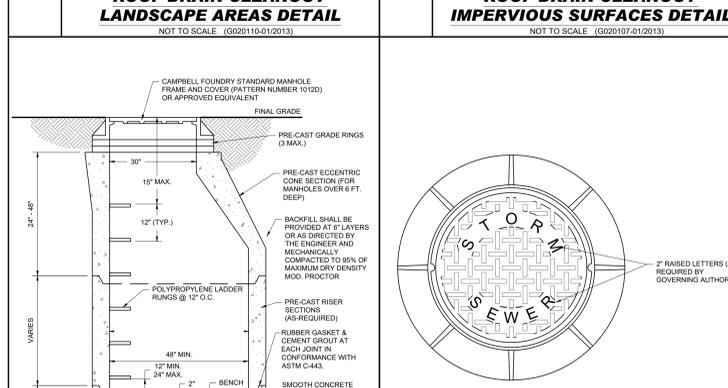 ROOF DRAIN CLEANOUT
LANDSCAPE AREAS DETAIL
NOT TO SCALE (G020110-01/2013)
ROOF DRAIN CLEANOUT
IMPERVIOUS SURFACES DETAIL
NOT TO SCALE (G020107-01/2013)
CAMPBELL FOUNDRY STANDARD MANHOLE
FRAME AND COVER (PATTERN NUMBER 1012D)
OR APPROVED EQUIVALENT
FINAL GRADE
PRE-CAST GRADE RINGS
(3 MAX.)
30"
15" MAX.
12" (TYP.)
PRE-CAST ECCENTRIC
CONE SECTION (FOR
MANHOLES OVER 6 FT.
DEEP)
24" - 48"
BACKFILL SHALL BE
PROVIDED AT 6" LAYERS
OR AS DIRECTED BY
THE ENGINEER AND
MECHANICALLY
COMPACTED TO 95% OF
MAXIMUM DRY DENSITY
MOD. PROCTOR
POLYPROPYLENE LADDER
RUNGS @ 12" O.C.
PRE-CAST RISER
SECTIONS
(AS-REQUIRED)
VARIES
RUBBER GASKET &
CEMENT GROUT AT
EACH JOINT IN
CONFORMANCE WITH
ASTM C-443.
48" MIN.
12" MIN.
24" MAX.
2"
BENCH
SMOOTH CONCRETE
STORM
SEWER
2" RAISED LETTERS (
REQUIRED BY
GOVERNING AUTHOR